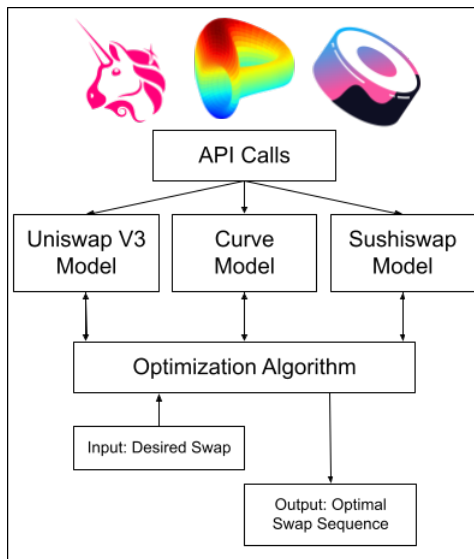 API Calls
Uniswap V3
Model
Curve
Model
Sushiswap
Model
Optimization Algorithm
Input: Desired Swap
Output: Optimal
Swap Sequence